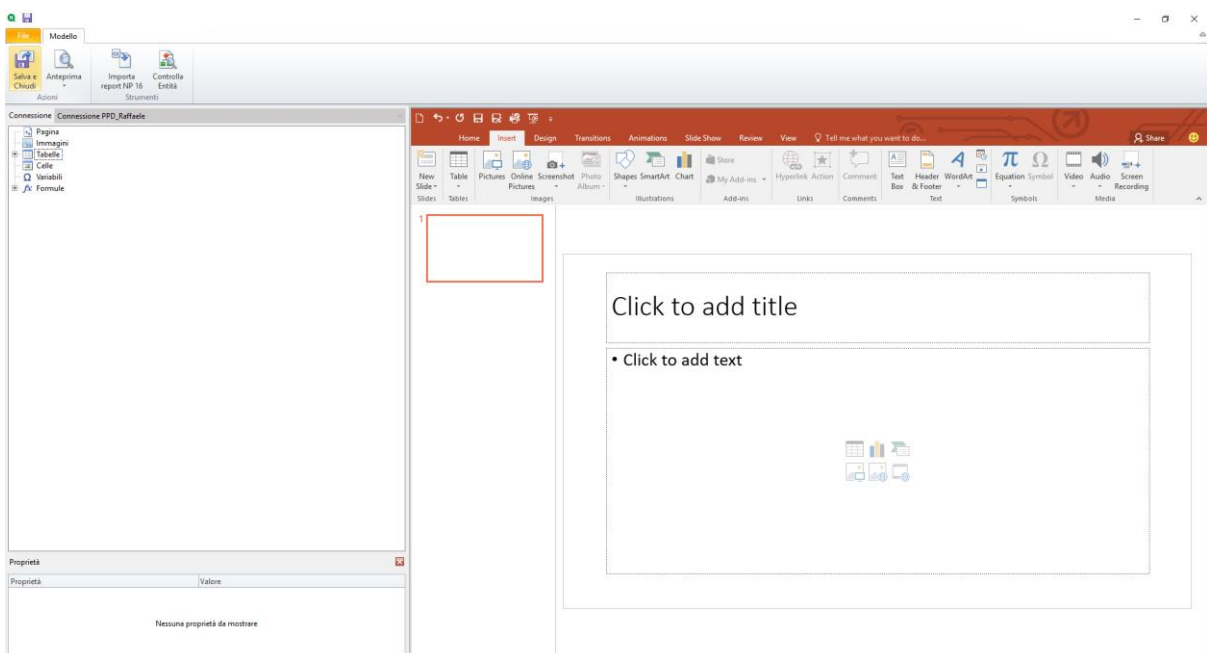 File Modello
Salva e Chiudi
Anteprima
Importa report NP 16
Controlla Entità
Azioni
Strumenti
Connessione Connessione PPD_Raffaele
Pagina
Immagini
Tabelle
Celle
Variabili
Formule
Proprietà
Proprietà Valore
Nessuna proprietà da mostrare
Home Insert Design Transitions Animations Slide Show Review View Tell me what you want to do... Share
New Slide
Table
Pictures
Online Pictures
Screenshot
Photo Album
Shapes
SmartArt
Chart
Store
My Add-ins
Hyperlink
Action
Comment
Text Box
Header & Footer
WordArt
Equation
Symbol
Video
Audio
Screen Recording
Slides Tables Images Illustrations Add-ins Links Comments Text Symbols Media
1
Click to add title
• Click to add text